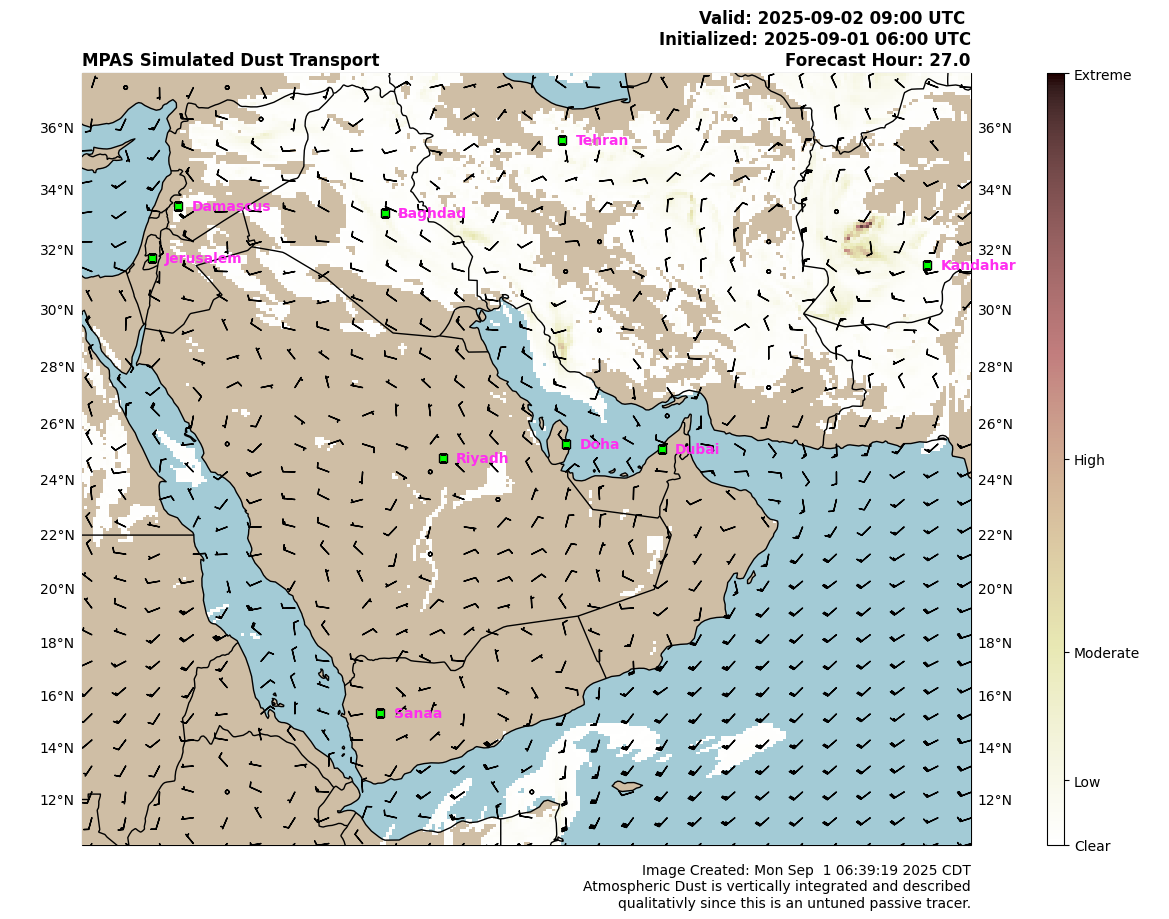 Valid: 2025-09-02 09:00 UTC
Initialized: 2025-09-01 06:00 UTC
MPAS Simulated Dust Transport Forecast Hour: 27.0
Extreme
36°N Tehran 36°N
34°N 34°N
Damascus Baghdad
32°N 32°N
Jerusalem Kandahar
30°N 30°N
28°N 28°N
26°N 26°N
Doha Dubai
Riyadh High
24°N 24°N
22°N 22°N
20°N 20°N
18°N 18°N
Moderate
16°N 16°N
Sanaa
14°N 14°N
Low
12°N 12°N
Clear
Image Created: Mon Sep  1 06:39:19 2025 CDT
Atmospheric Dust is vertically integrated and described
qualitativly since this is an untuned passive tracer.